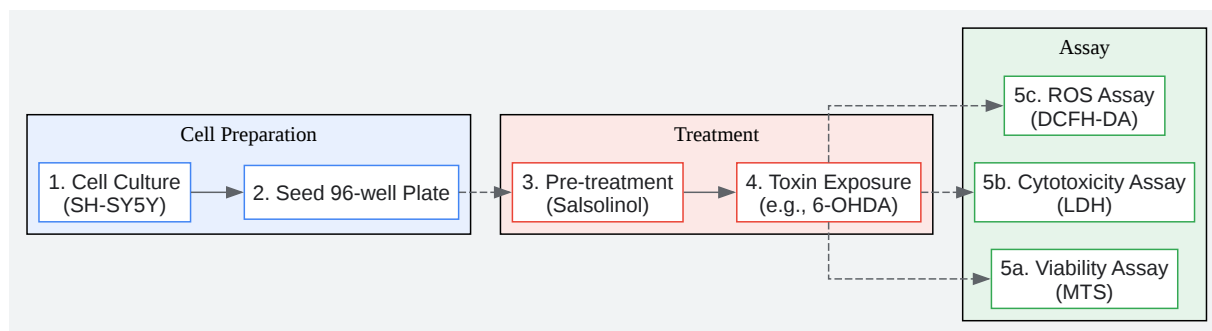 Cell Preparation
1. Cell Culture
(SH-SY5Y)
2. Seed 96-well Plate
Treatment
3. Pre-treatment
(Salsolinol)
4. Toxin Exposure
(e.g., 6-OHDA)
Assay
5c. ROS Assay
(DCFH-DA)
5b. Cytotoxicity Assay
(LDH)
5a. Viability Assay
(MTS)